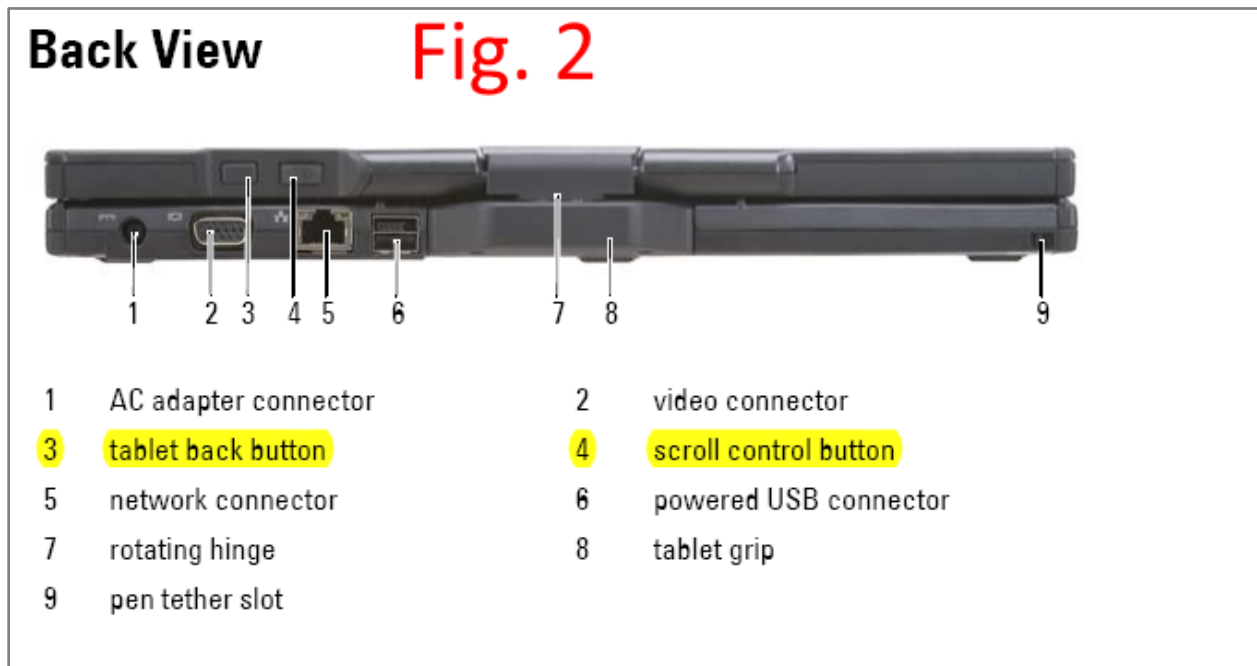 Back View Fig. 2
1 2 3 4 5 6 7 8 9
1 AC adapter connector 2 video connector
3 tablet back button 4 scroll control button
5 network connector 6 powered USB connector
7 rotating hinge 8 tablet grip
9 pen tether slot